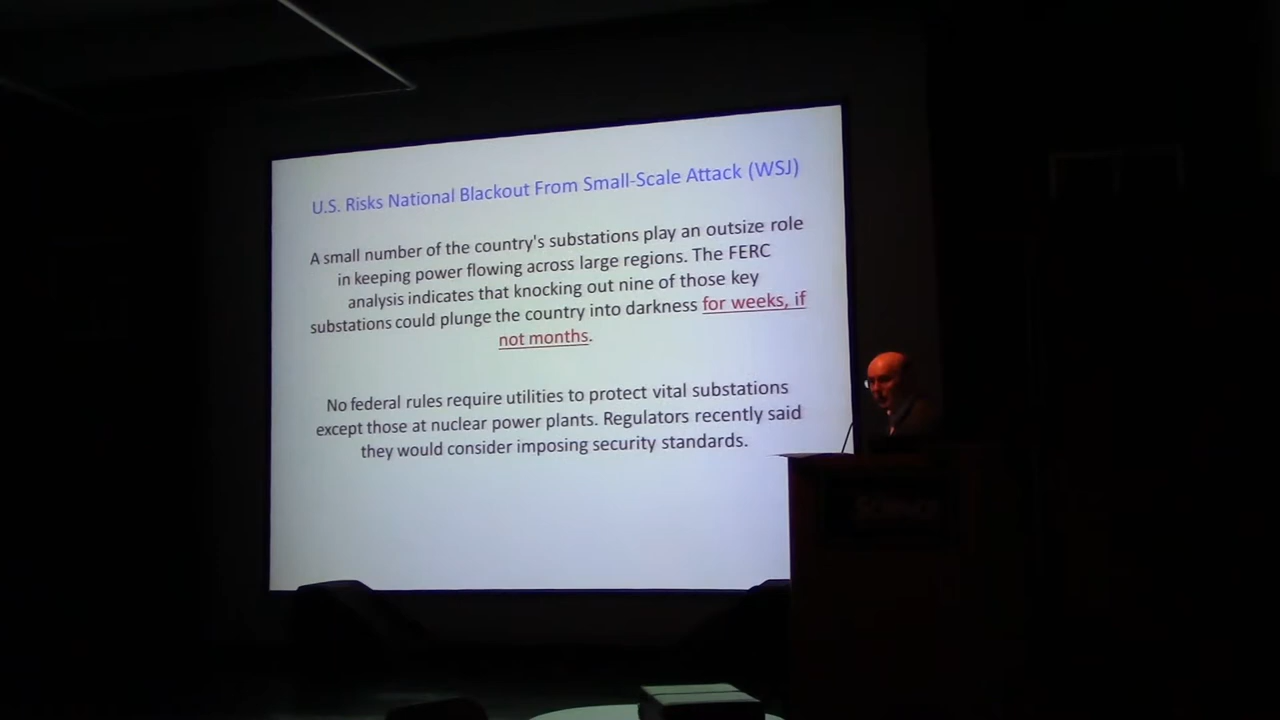 U.S. Risks National Blackout From Small-Scale Attack (WSJ)
A small number of the country's substations play an outsize role
in keeping power flowing across large regions. The FERC
analysis indicates that knocking out nine of those key
substations could plunge the country into darkness for weeks, if
not months.
No federal rules require utilities to protect vital substations
except those at nuclear power plants. Regulators recently said
they would consider imposing security standards.